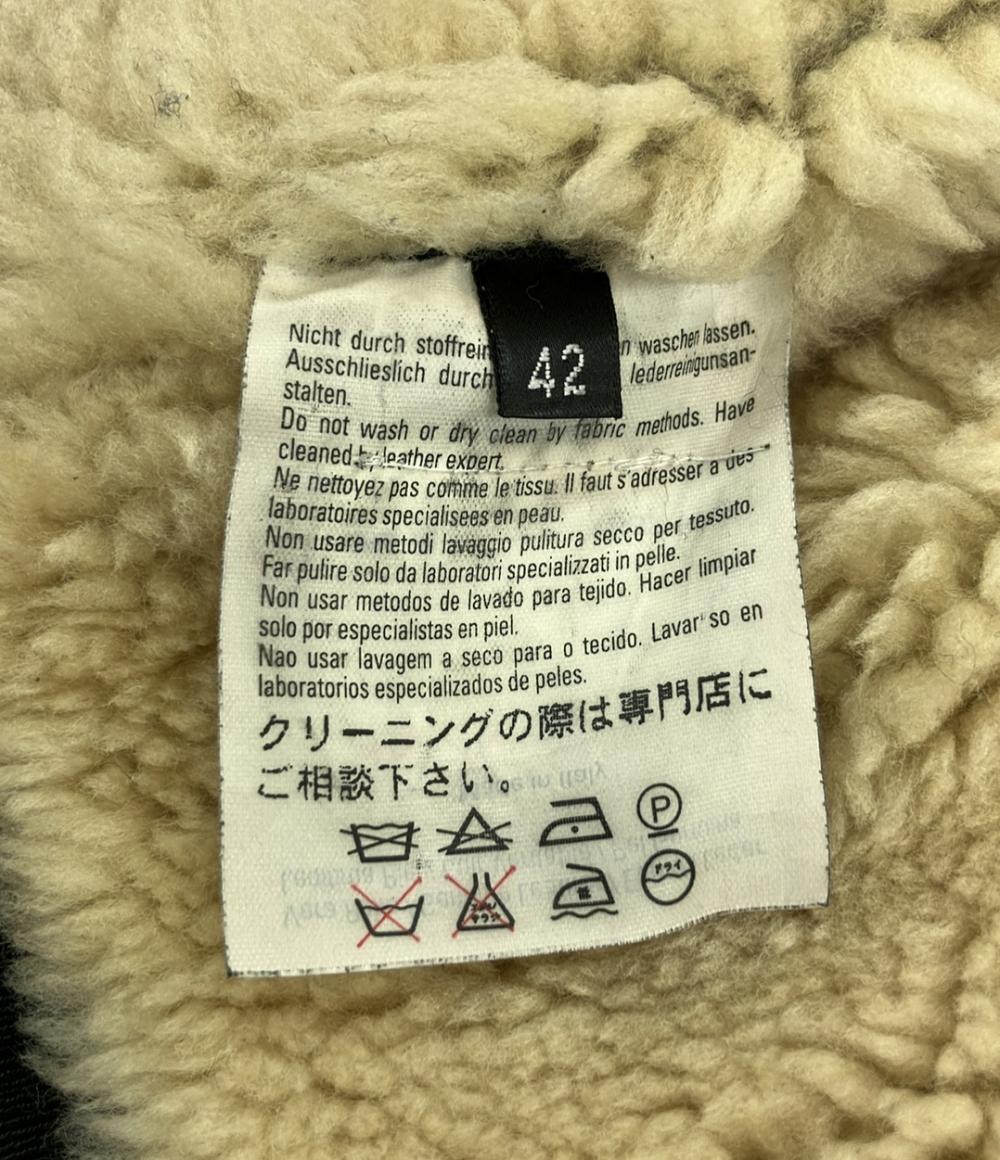 42
Nicht durch stoffrein n waschen lassen.
Ausschlieslich durch lederreinigunsan-
stalten.
Do not wash or dry clean by fabric methods. Have
cleaned by leather expert.
Ne nettoyez pas comme le tissu. Il faut s'adresser a des
laboratoires specialisees en peau.
Non usare metodi lavaggio pulitura secco per tessuto.
Far pulire solo da laboratori specializzati in pelle.
Non usar metodos de lavado para tejido. Hacer limpiar
solo por especialistas en piel.
Nao usar lavagem a seco para o tecido. Lavar so en
laboratorios especializados de peles.
クリーニングの際は専門店に
ご相談下さい。
P
ドライ